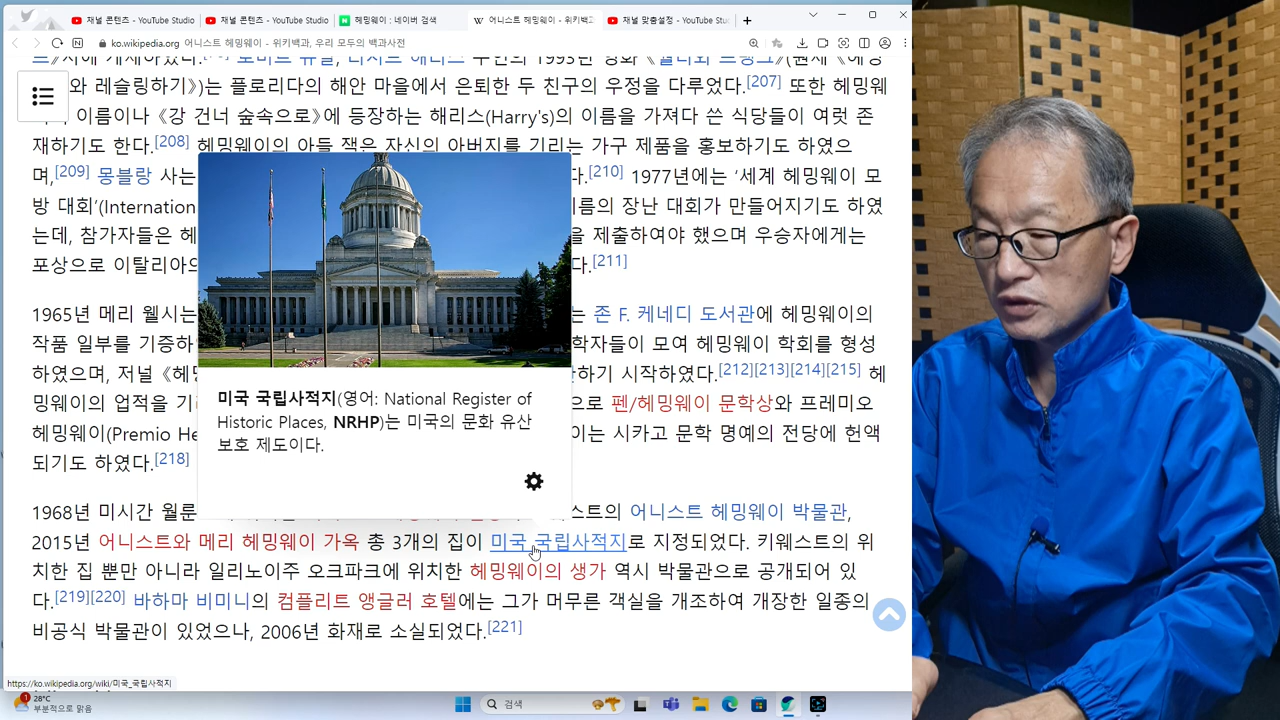 재널 콘텐츠 - YouTube Studio
재널 콘텐츠 - YouTube Studio
헤밍웨이 : 네이버 검색
어니스트 헤밍웨이 - 위키백과
재널 맞춤설정 - YouTube Stu
ko.wikipedia.org 어니스트 헤밍웨이 - 위키백과, 우리 모두의 백과사전
와 레슬링하기》)는 플로리다의 해안 마을에서 은퇴한 두 친구의 우정을 다루었다.[207] 또한 헤밍웨
이름이나 《강 건너 숲속으로》에 등장하는 해리스(Harry's)의 이름을 가져다 쓴 식당들이 여럿 존
재하기도 한다.[208] 헤밍웨이의 아들 잭은 자신의 아버지를 기리는 가구 제품을 홍보하기도 하였으
며,[209] 몽블랑 사는 다.[210] 1977년에는 ‘세계 헤밍웨이 모
방 대회’(Internation 이름의 장난 대회가 만들어지기도 하였
는데, 참가자들은 헤 을 제출하여야 했으며 우승자에게는
포상으로 이탈리아의 다.[211]
1965년 메리 웰시는 는 존 F. 케네디 도서관에 헤밍웨이의
작품 일부를 기증하 학자들이 모여 헤밍웨이 학회를 형성
하였으며, 저널 《헤밍 하기 시작하였다.[212][213][214][215] 헤
밍웨이의 업적을 기리 으로 펜/헤밍웨이 문학상와 프레미오
헤밍웨이(Premio He 이는 시카고 문학 명예의 전당에 헌액
되기도 하였다.[218]
미국 국립사적지(영어: National Register of
Historic Places, NRHP)는 미국의 문화 유산
보호 제도이다.
1968년 미시간 월룬 스트의 어니스트 헤밍웨이 박물관,
2015년 어니스트와 메리 헤밍웨이 가옥 총 3개의 집이 미국 국립사적지로 지정되었다. 키웨스트의 위
치한 집 뿐만 아니라 일리노이주 오크파크에 위치한 헤밍웨이의 생가 역시 박물관으로 공개되어 있
다.[219][220] 바하마 비미니의 컴플리트 앵글러 호텔에는 그가 머무른 객실을 개조하여 개장한 일종의
비공식 박물관이 있었으나, 2006년 화재로 소실되었다.[221]
https://ko.wikipedia.org/wiki/미국_국립사적지
1
28°C
부분적으로 맑음
검색